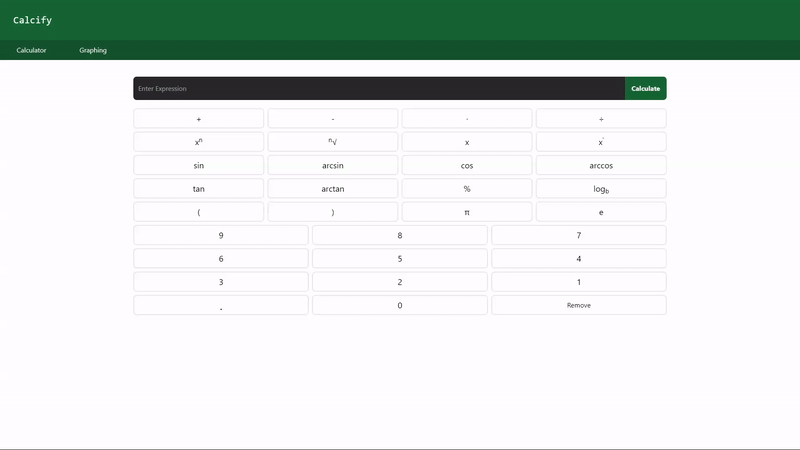 Calcify
Calculator Graphing
Enter Expression Calculate
+ - · ÷
xⁿ ⁿ√ x x'
sin arcsin cos arccos
tan arctan % log_b
( ) π e
9 8 7
6 5 4
3 2 1
. 0 Remove